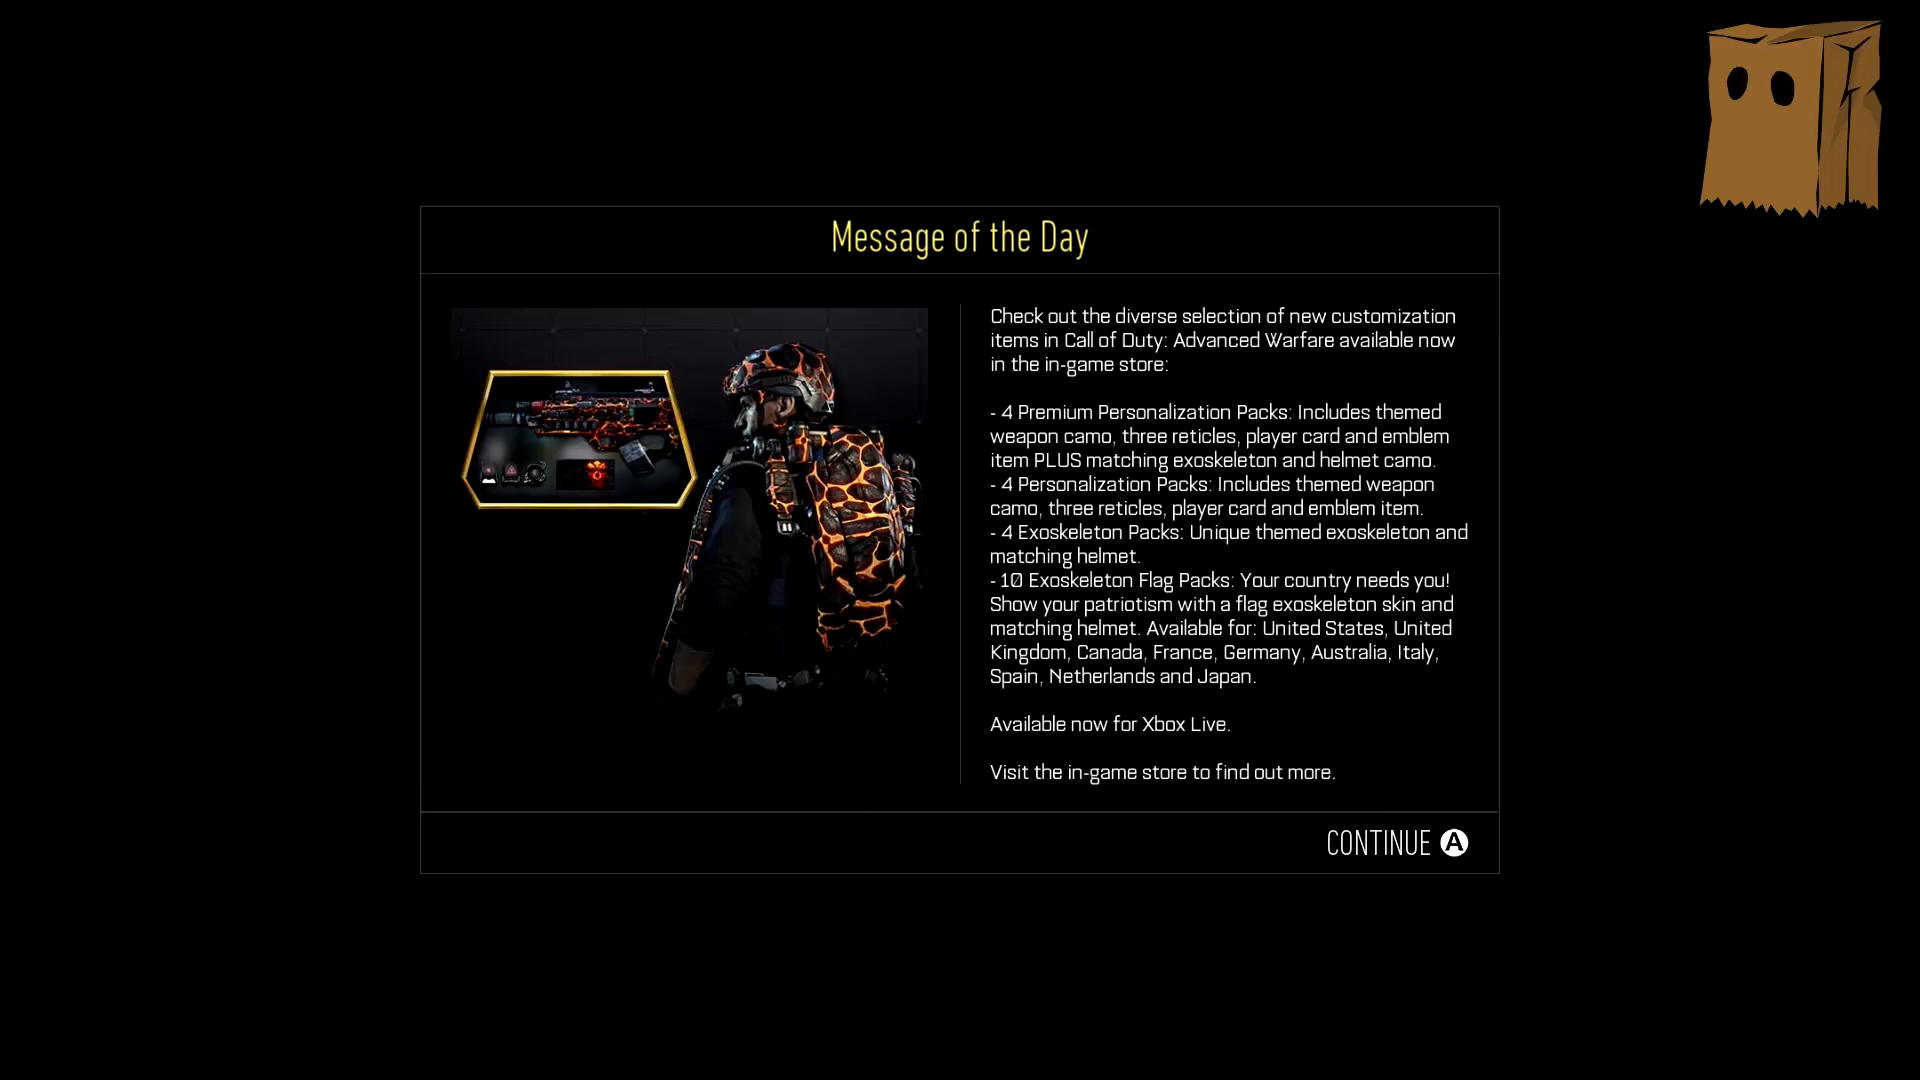 Message of the Day
Check out the diverse selection of new customization
items in Call of Duty: Advanced Warfare available now
in the in-game store:
- 4 Premium Personalization Packs: Includes themed
weapon camo, three reticles, player card and emblem
item PLUS matching exoskeleton and helmet camo.
- 4 Personalization Packs: Includes themed weapon
camo, three reticles, player card and emblem item.
- 4 Exoskeleton Packs: Unique themed exoskeleton and
matching helmet.
- 10 Exoskeleton Flag Packs: Your country needs you!
Show your patriotism with a flag exoskeleton skin and
matching helmet. Available for: United States, United
Kingdom, Canada, France, Germany, Australia, Italy,
Spain, Netherlands and Japan.
Available now for Xbox Live.
Visit the in-game store to find out more.
CONTINUE A